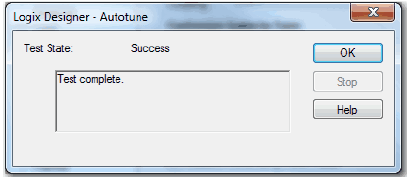 Logix Designer - Autotune
Test State: Success
OK
Test complete.
Stop
Help